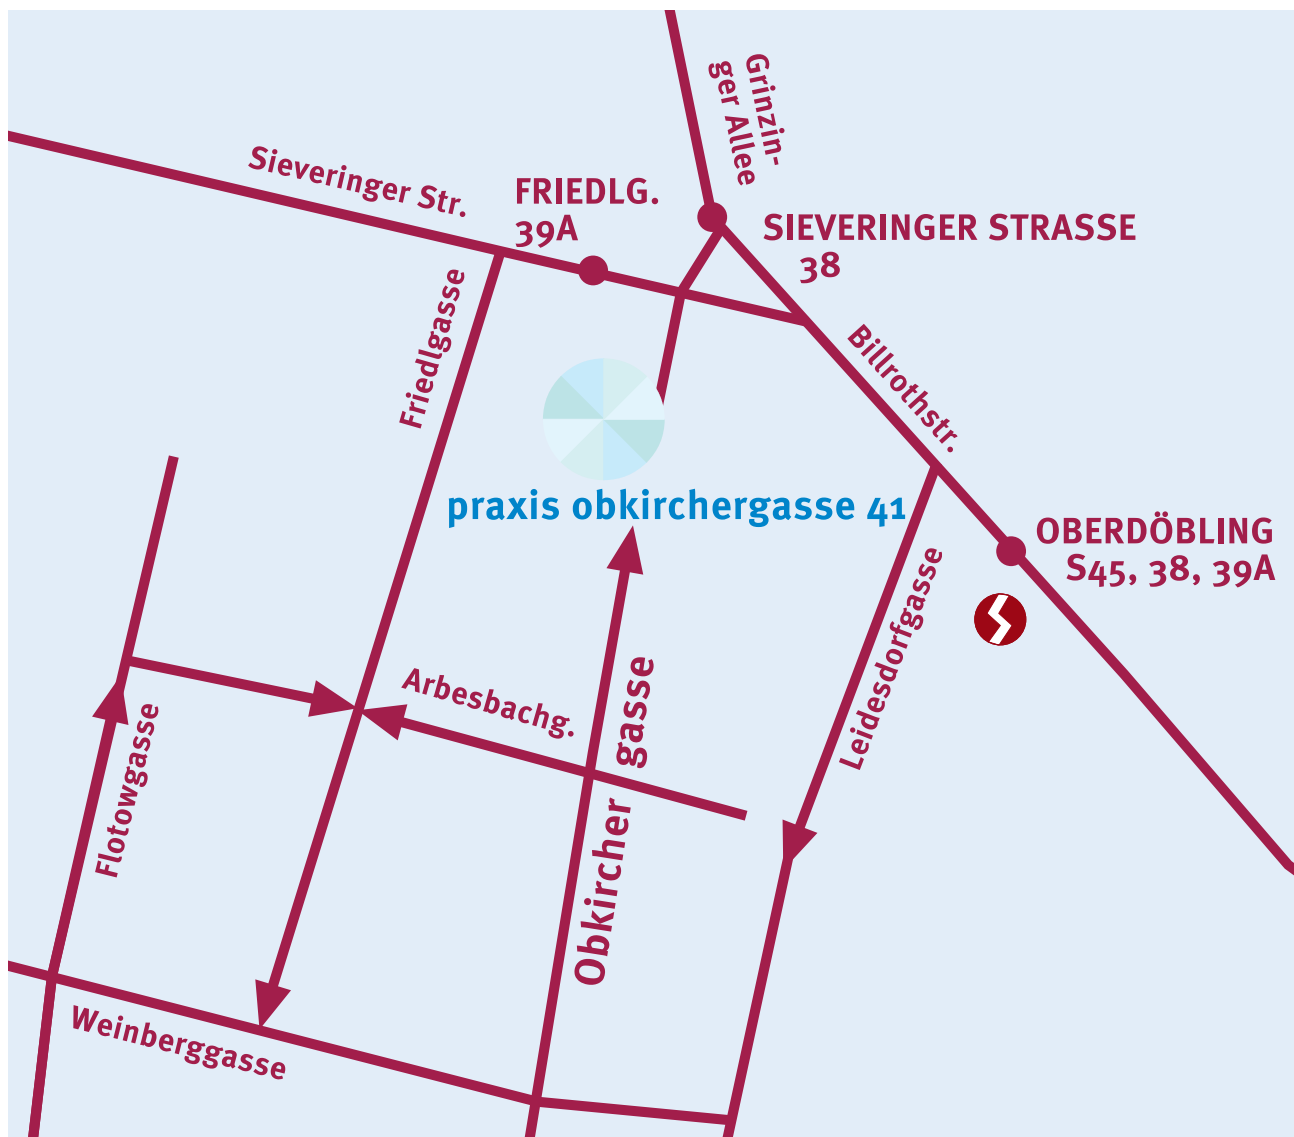 Grinzin-
ger Allee
Sieveringer Str.
FRIEDLG.
39A
SIEVERINGER STRASSE
38
Friedlgasse
Billrothstr.
praxis obkirchergasse 41
OBERDÖBLING
S45, 38, 39A
Leidesdorfgasse
Arbesbachg.
Obkircher gasse
Flotowgasse
Weinberggasse